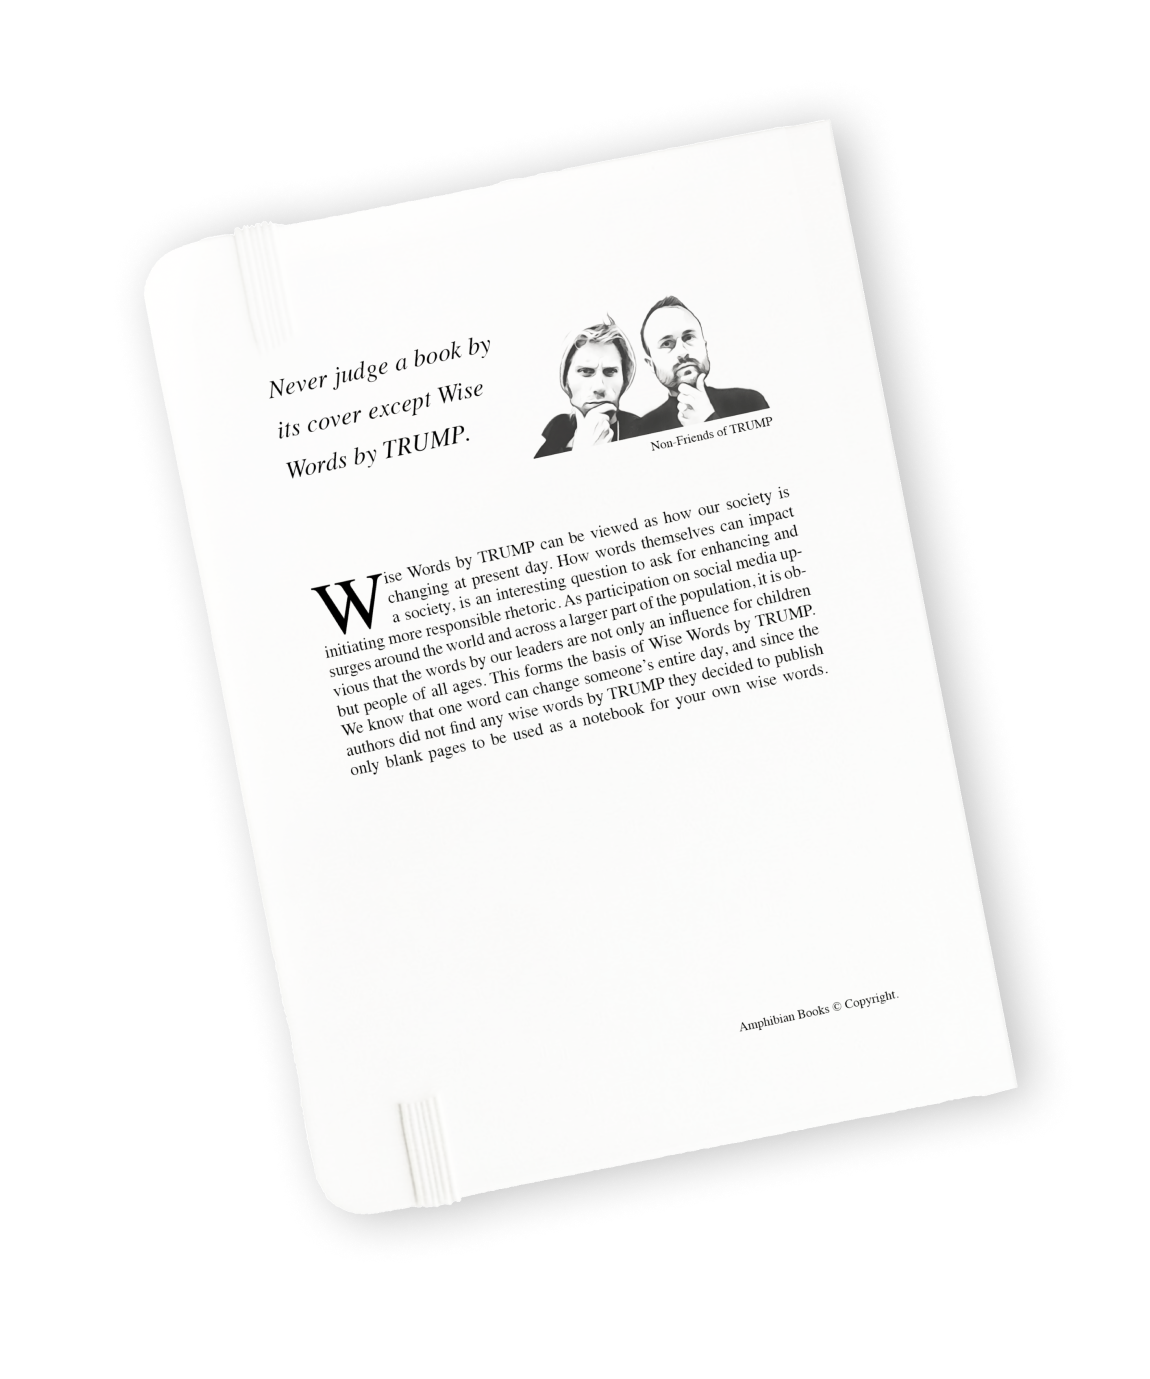 Never judge a book by
its cover except Wise
Words by TRUMP.
Non-Friends of TRUMP
Wise Words by TRUMP can be viewed as how our society is
changing at present day. How words themselves can impact
a society, is an interesting question to ask for enhancing and
initiating more responsible rhetoric. As participation on social media up-
surges around the world and across a larger part of the population, it is ob-
vious that the words by our leaders are not only an influence for children
but people of all ages. This forms the basis of Wise Words by TRUMP.
We know that one word can change someone's entire day, and since the
authors did not find any wise words by TRUMP they decided to publish
only blank pages to be used as a notebook for your own wise words.
Amphibian Books © Copyright.